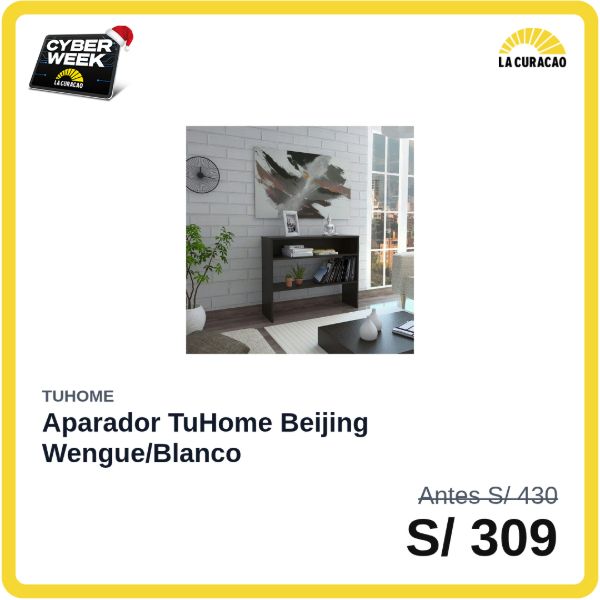 CYBER
WEEK
LA CURACAO
LA CURACAO
TUHOME
Aparador TuHome Beijing
Wengue/Blanco
Antes S/ 430
S/ 309